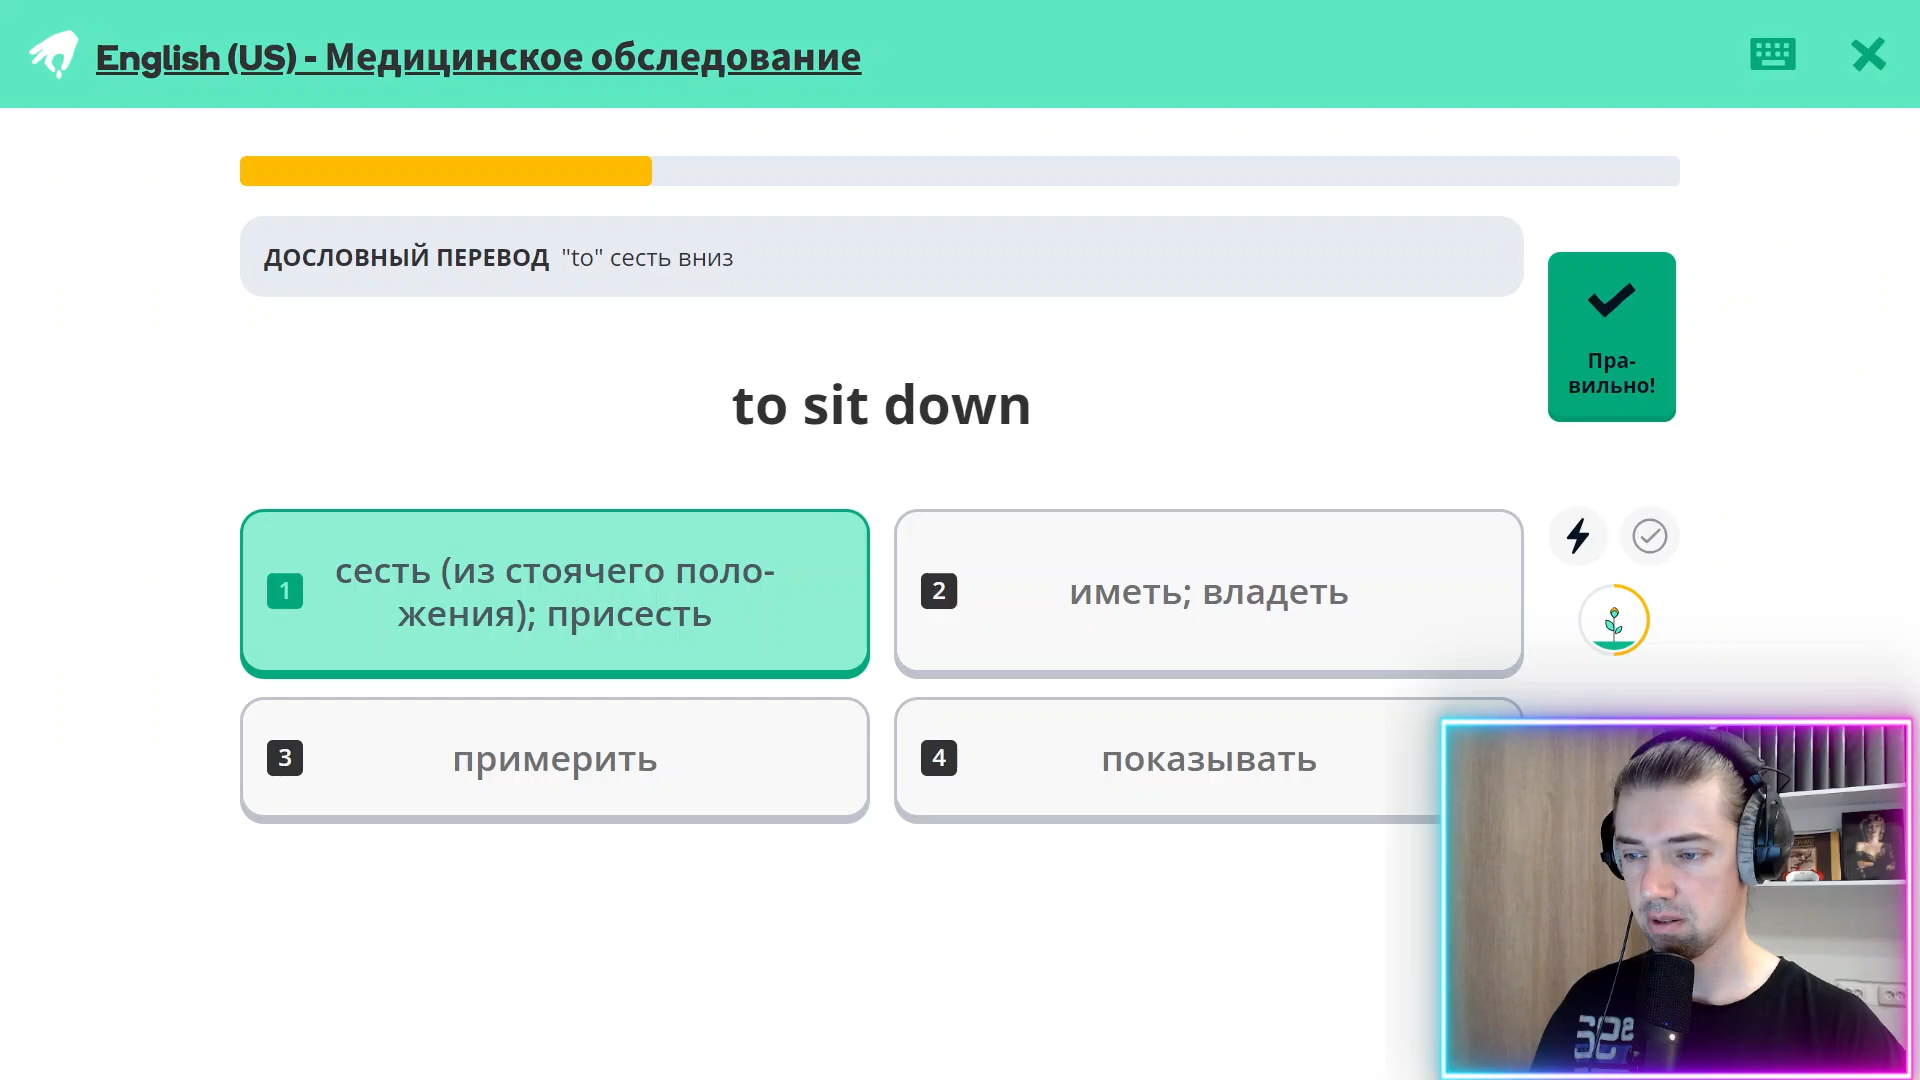 English (US) - Медицинское обследование
ДОСЛОВНЫЙ ПЕРЕВОД "to" сесть вниз
Пра-
вильно!
to sit down
1 сесть (из стоячего поло-
жения); присесть
2 иметь; владеть
3 примерить
4 показывать